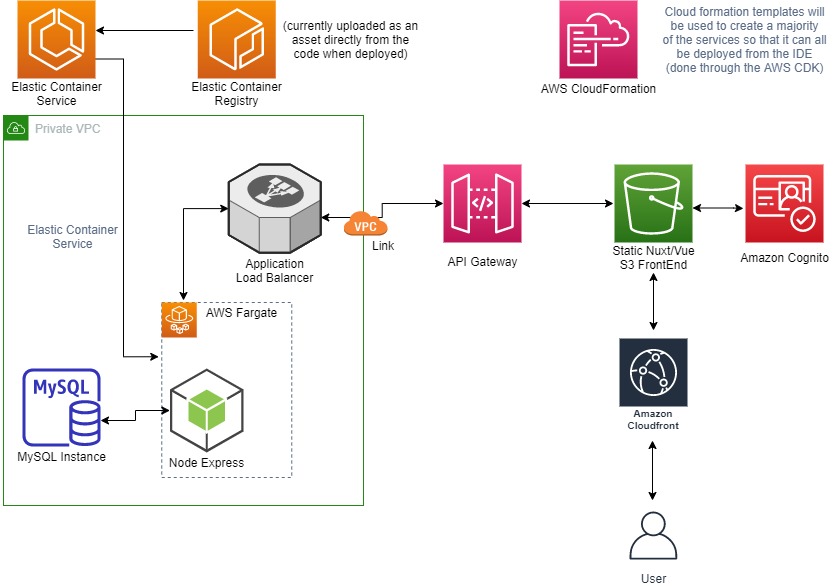 Elastic Container
Service
Elastic Container
Registry
(currently uploaded as an
asset directly from the
code when deployed)
AWS CloudFormation
Cloud formation templates will
be used to create a majority
of the services so that it can all
be deployed from the IDE
(done through the AWS CDK)
Private VPC
Elastic Container
Service
Application
Load Balancer
VPC
Link
API Gateway
Static Nuxt/Vue
S3 FrontEnd
Amazon Cognito
AWS Fargate
MySQL
MySQL Instance
Node Express
Amazon
Cloudfront
User